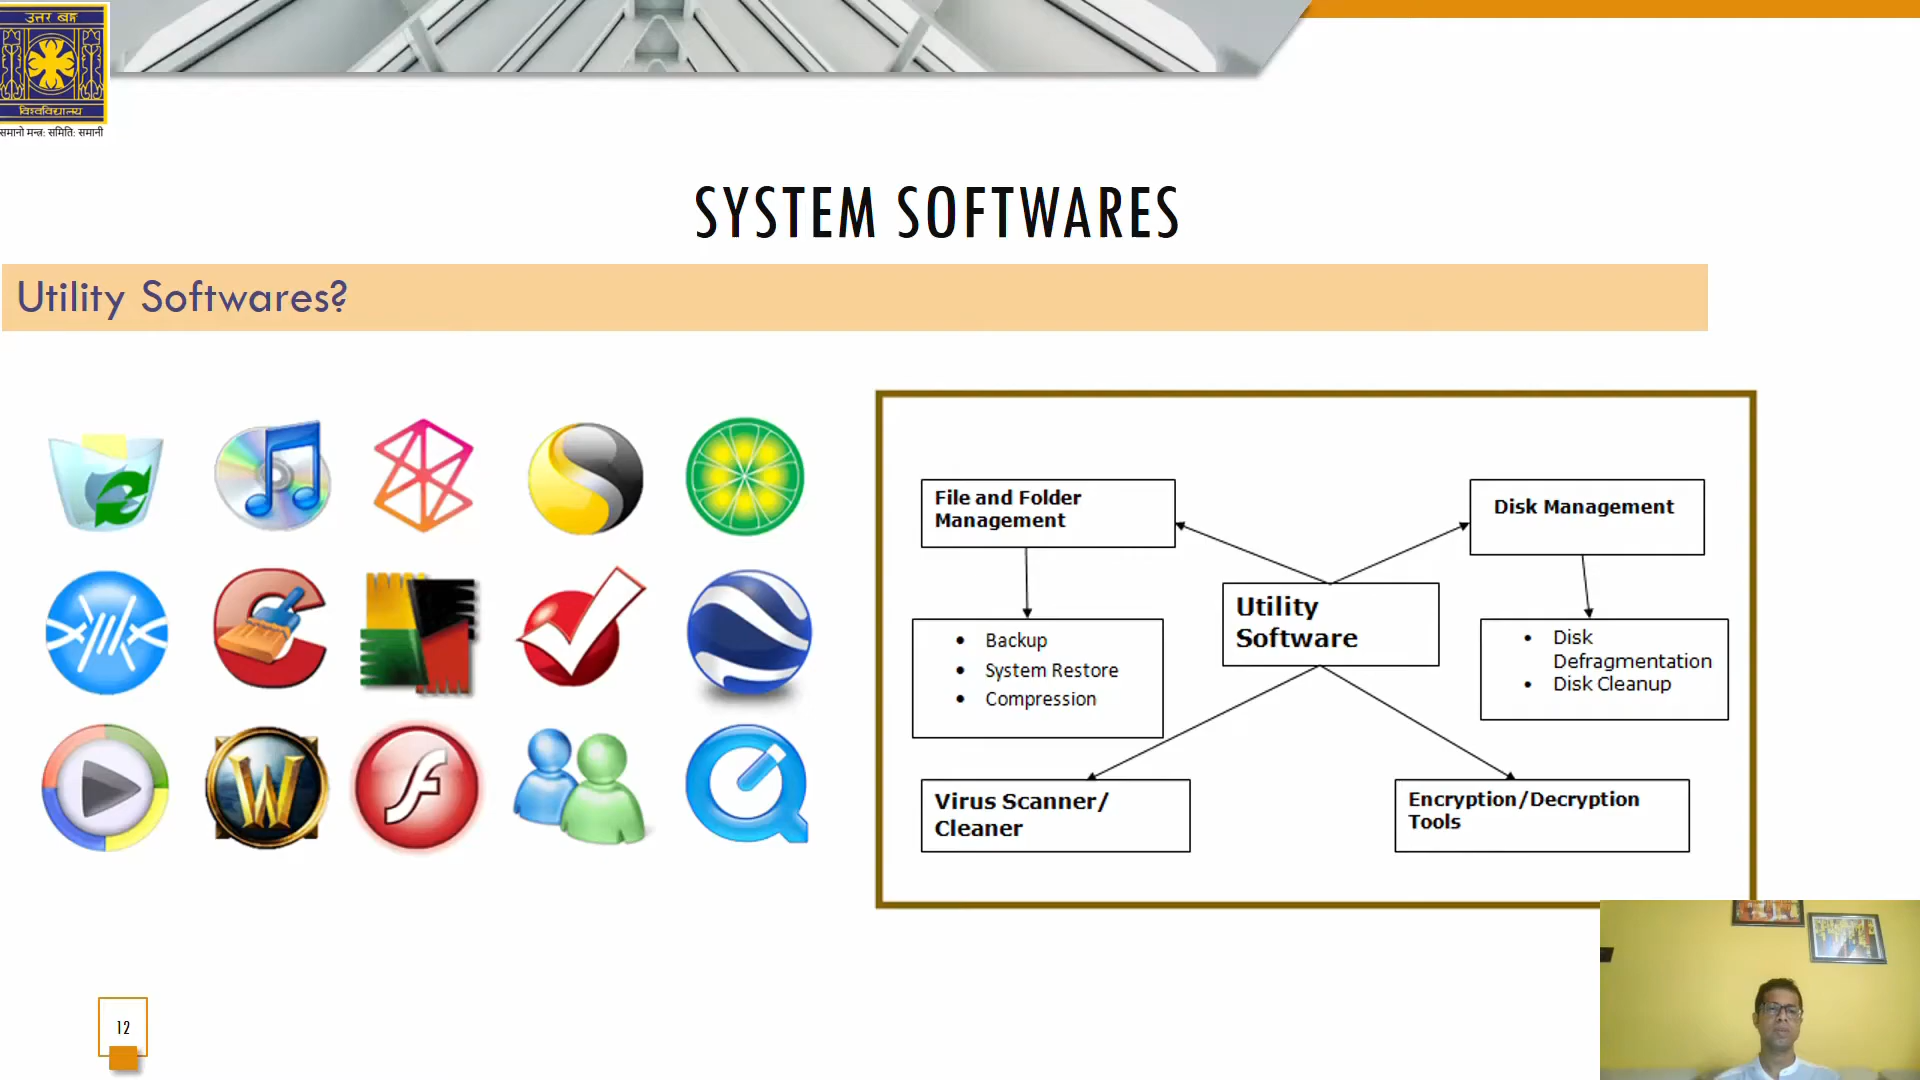 उत्तर बङ्ग
विश्वविद्यालय
समानो मन्त्र: समिति: समानी
SYSTEM SOFTWARES
Utility Softwares?
File and Folder
Management
Disk Management
Utility
Software
• Backup
• System Restore
• Compression
• Disk
Defragmentation
• Disk Cleanup
Virus Scanner/
Cleaner
Encryption/Decryption
Tools
12